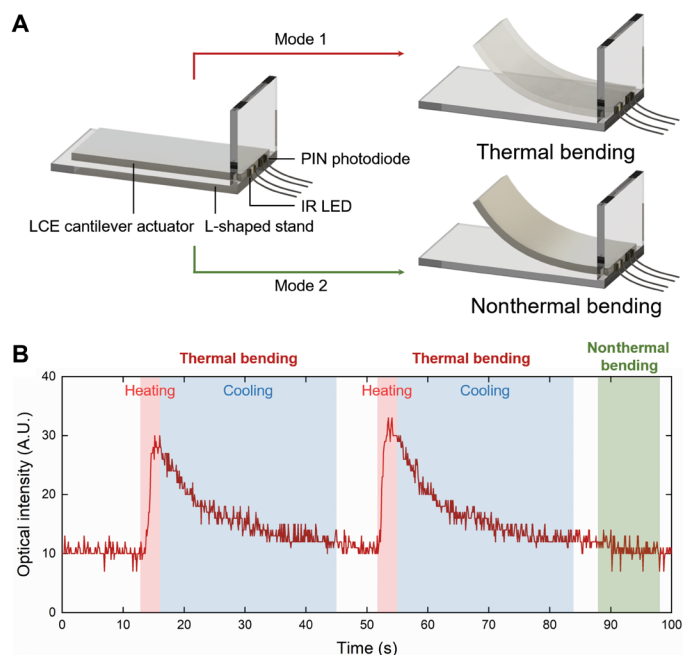 A
Mode 1
PIN photodiode
IR LED
LCE cantilever actuator
L-shaped stand
Thermal bending
Mode 2
Nonthermal bending
B
Thermal bending
Thermal bending
Nonthermal
bending
Heating
Cooling
Heating
Cooling
Optical intensity (A.U.)
40
30
20
10
0
0 10 20 30 40 50 60 70 80 90 100
Time (s)